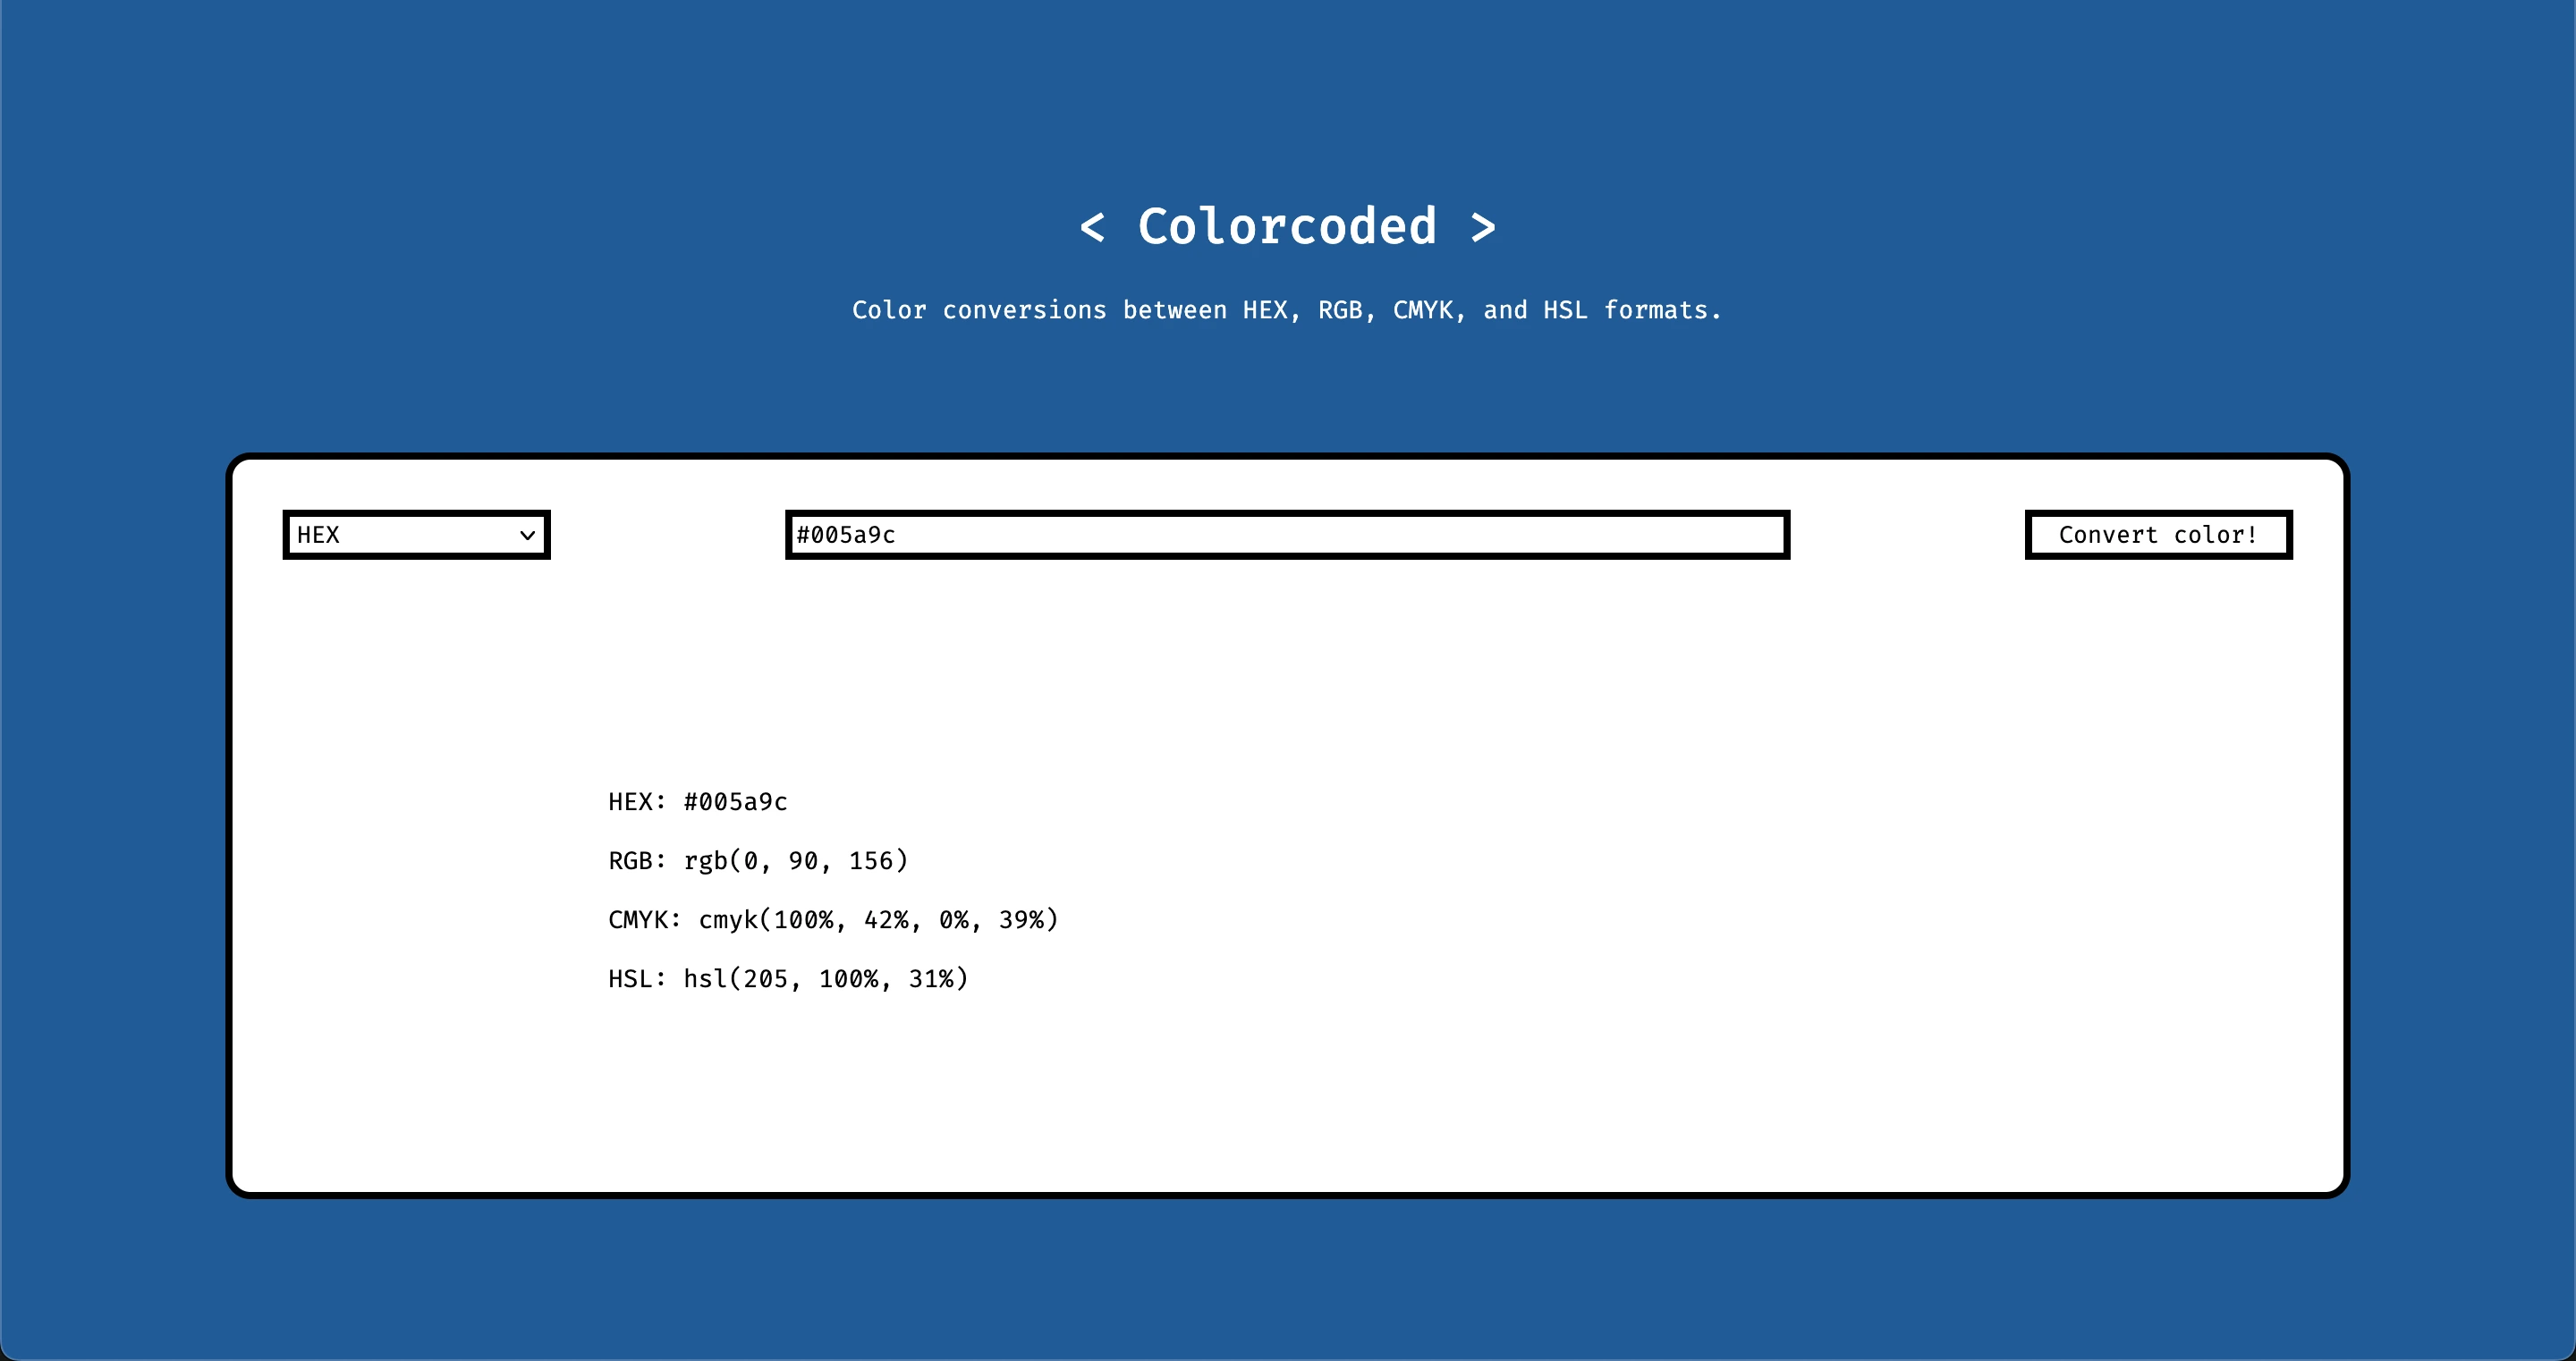 < Colorcoded >
Color conversions between HEX, RGB, CMYK, and HSL formats.
HEX
#005a9c
Convert color!
HEX: #005a9c
RGB: rgb(0, 90, 156)
CMYK: cmyk(100%, 42%, 0%, 39%)
HSL: hsl(205, 100%, 31%)